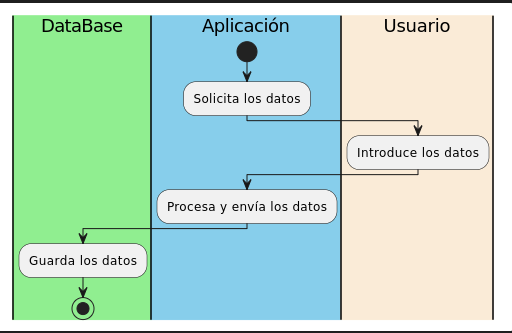 DataBase
Aplicación
Usuario
Solicita los datos
Introduce los datos
Procesa y envía los datos
Guarda los datos